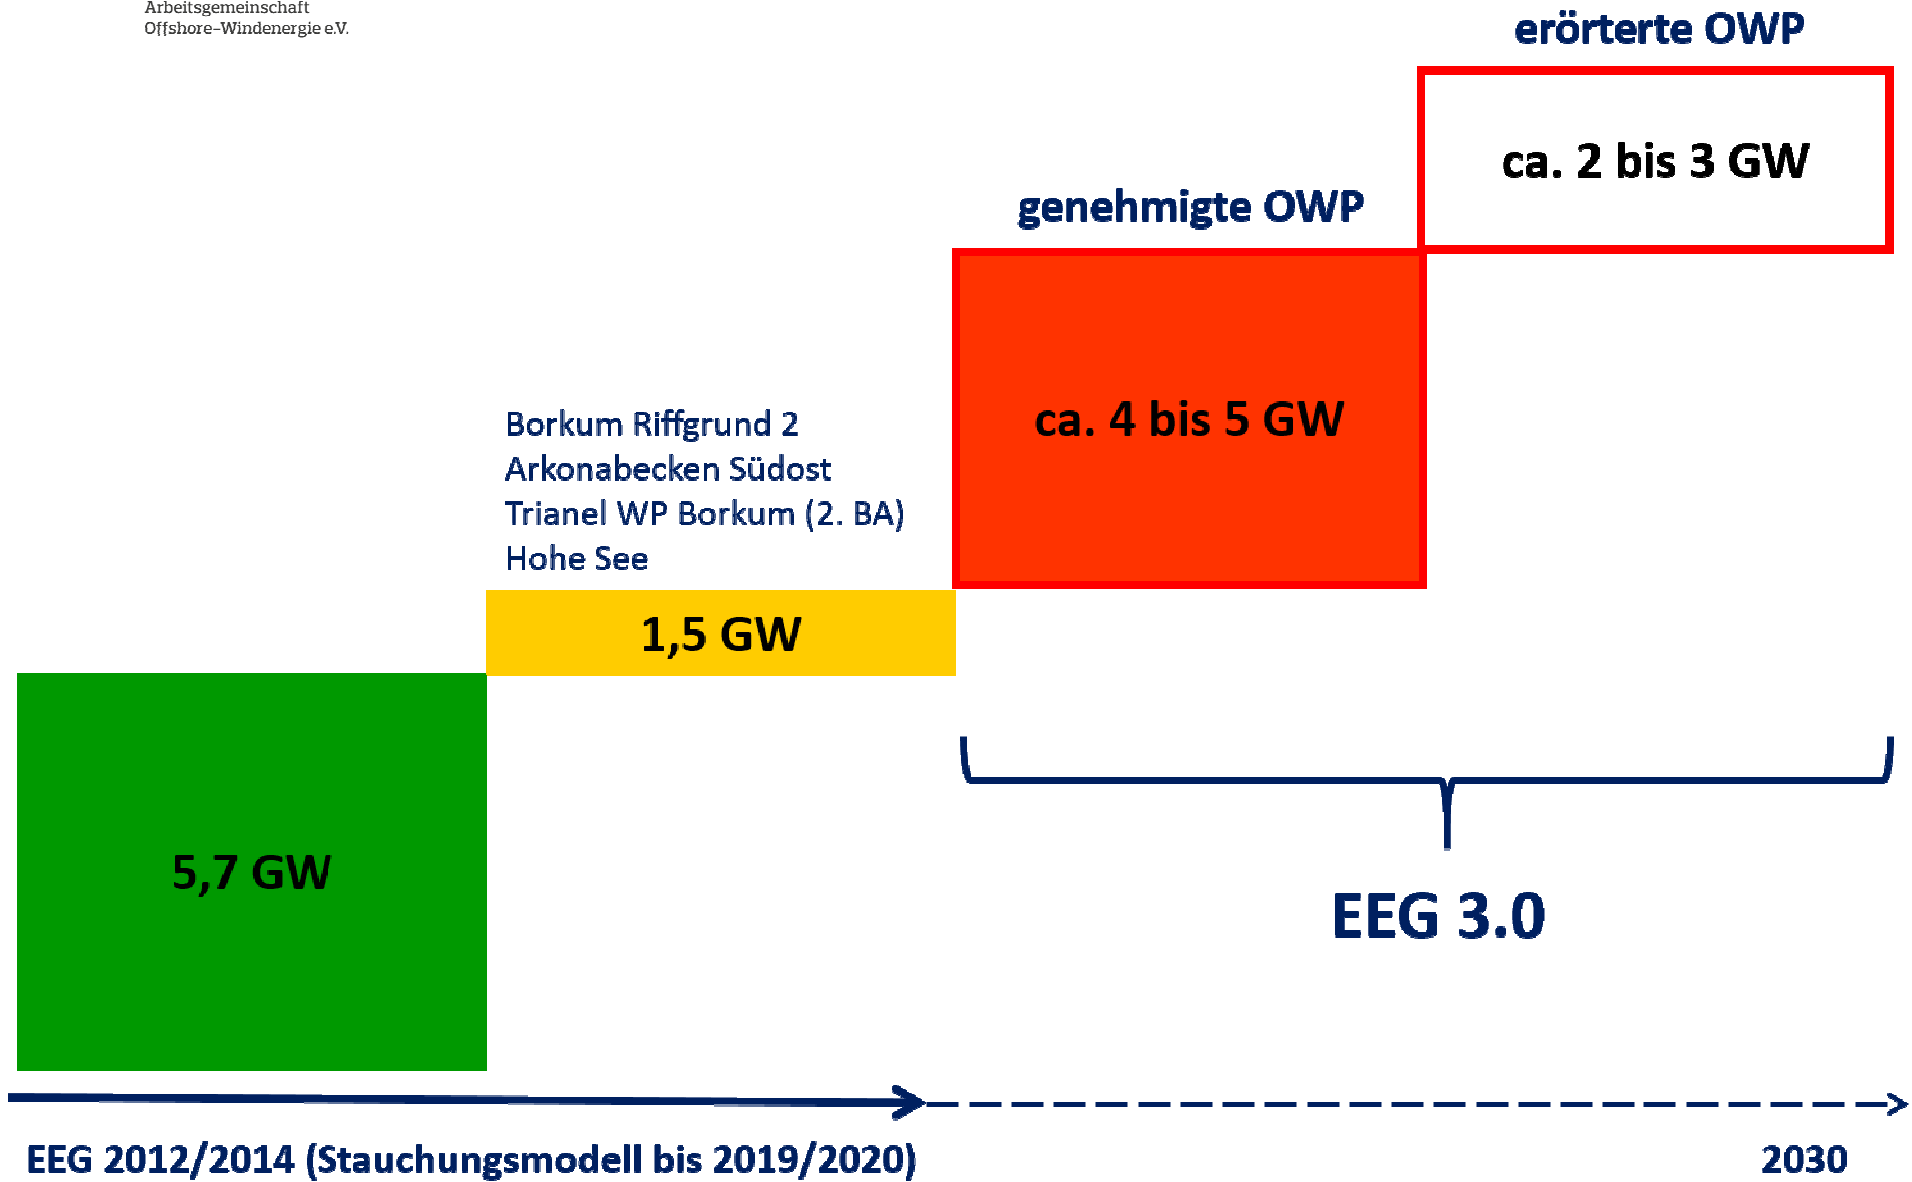 Arbeitsgemeinschaft
Offshore-Windenergie e.V.
erörterte OWP
ca. 2 bis 3 GW
genehmigte OWP
ca. 4 bis 5 GW
Borkum Riffgrund 2
Arkonabecken Südost
Trianel WP Borkum (2. BA)
Hohe See
1,5 GW
5,7 GW
EEG 3.0
EEG 2012/2014 (Stauchungsmodell bis 2019/2020)
2030